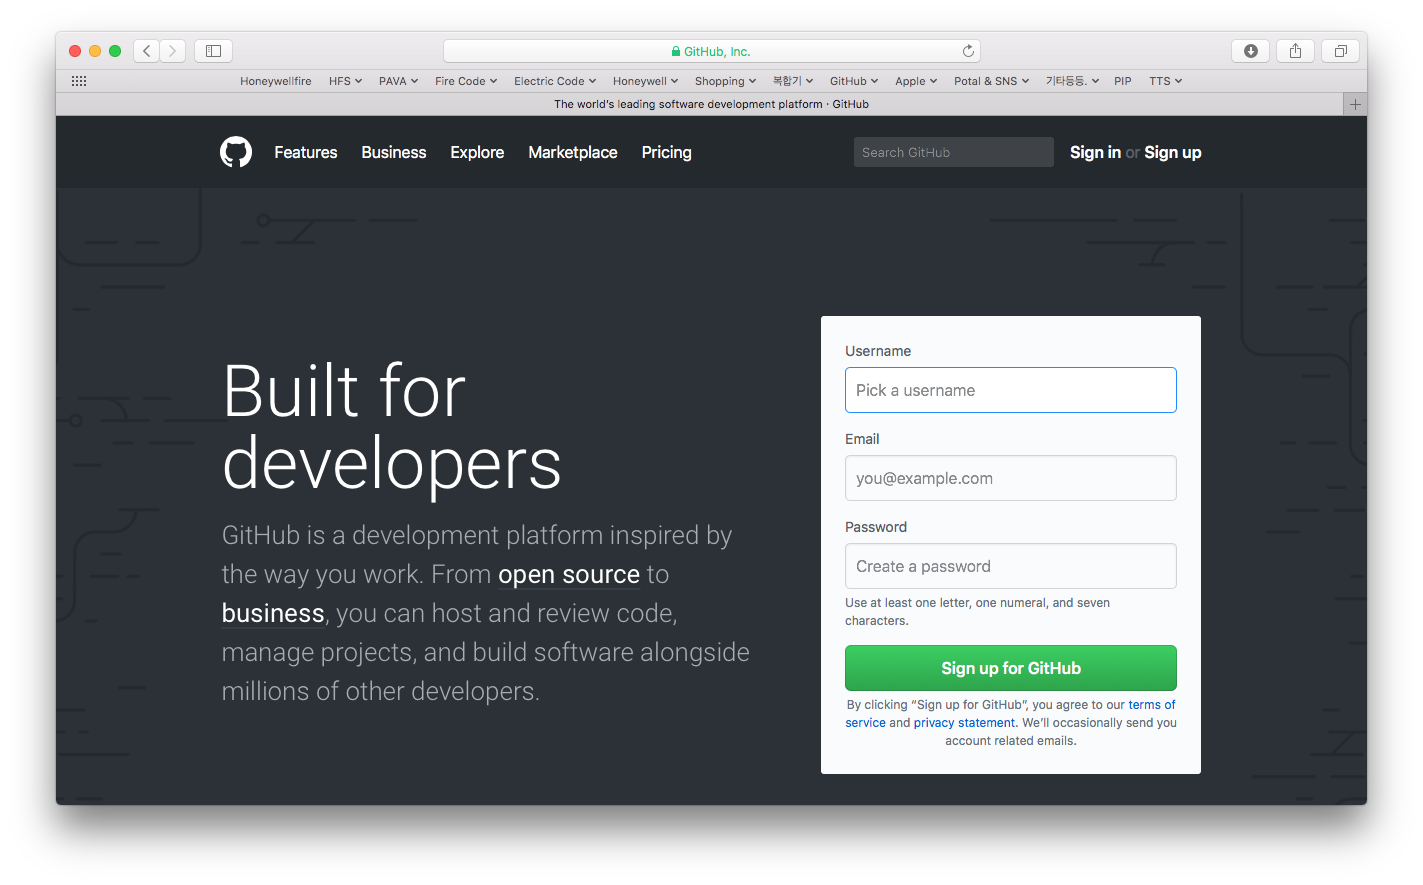 GitHub, Inc.
Honeywellfire HFS PAVA Fire Code Electric Code Honeywell Shopping 복합기 GitHub Apple Potal & SNS 기타등등. PIP TTS
The world's leading software development platform · GitHub
Features Business Explore Marketplace Pricing Search GitHub Sign in or Sign up
Built for
developers
GitHub is a development platform inspired by
the way you work. From open source to
business, you can host and review code,
manage projects, and build software alongside
millions of other developers.
Username
Pick a username
Email
you@example.com
Password
Create a password
Use at least one letter, one numeral, and seven
characters.
Sign up for GitHub
By clicking “Sign up for GitHub”, you agree to our terms of
service and privacy statement. We’ll occasionally send you
account related emails.